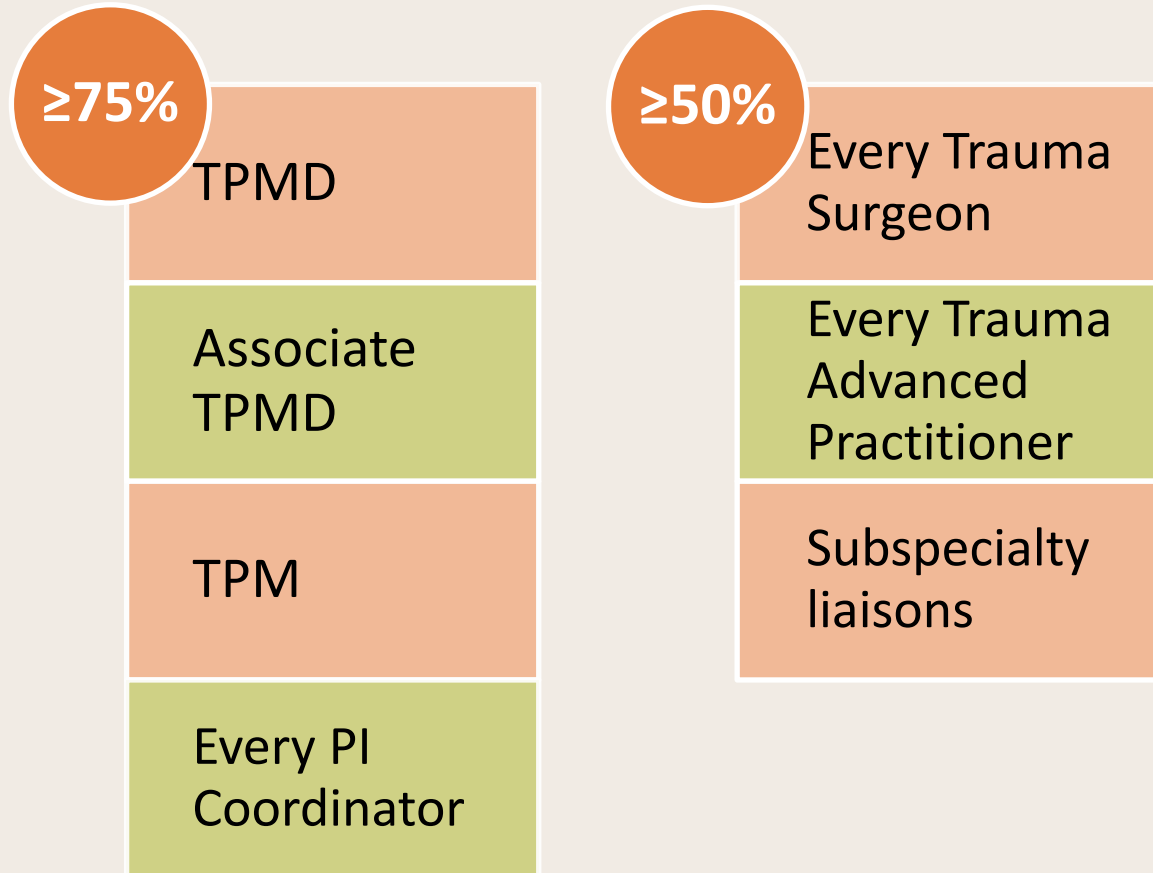 ≥75%
TPMD
Associate
TPMD
TPM
Every PI
Coordinator
≥50%
Every Trauma
Surgeon
Every Trauma
Advanced
Practitioner
Subspecialty
liaisons